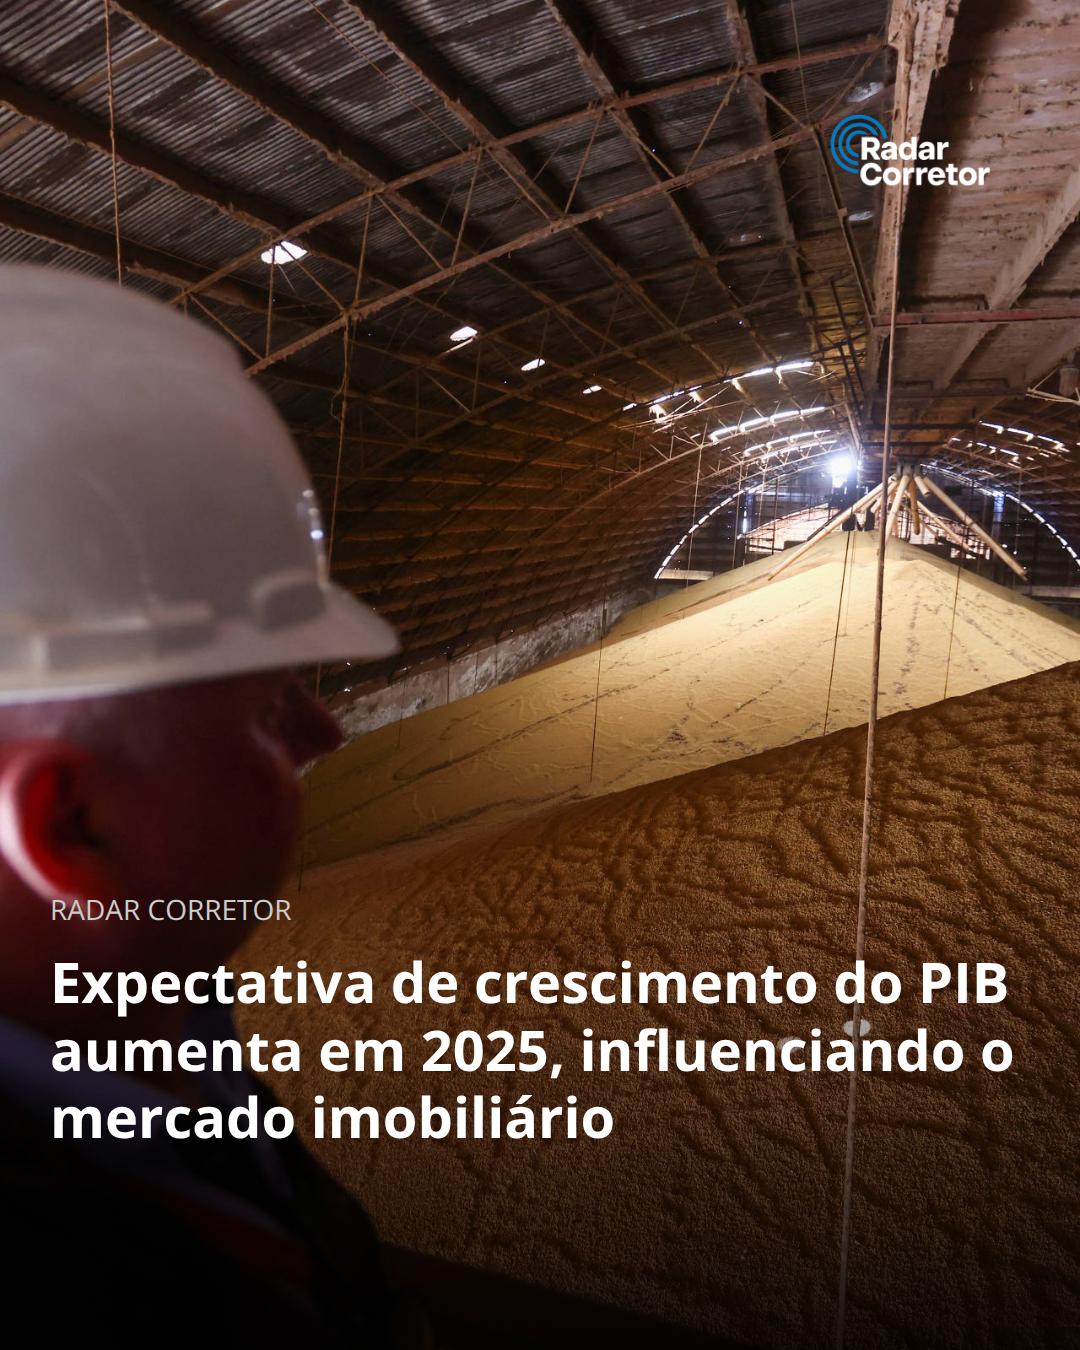 Radar
Corretor
RADAR CORRETOR
Expectativa de crescimento do PIB
aumenta em 2025, influenciando o
mercado imobiliário